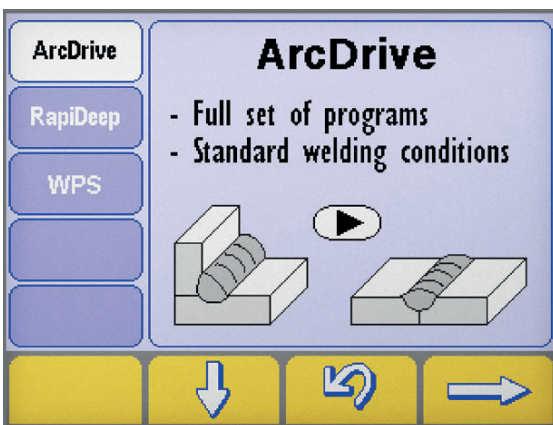 ArcDrive
RapiDeep
WPS
ArcDrive
- Full set of programs
- Standard welding conditions